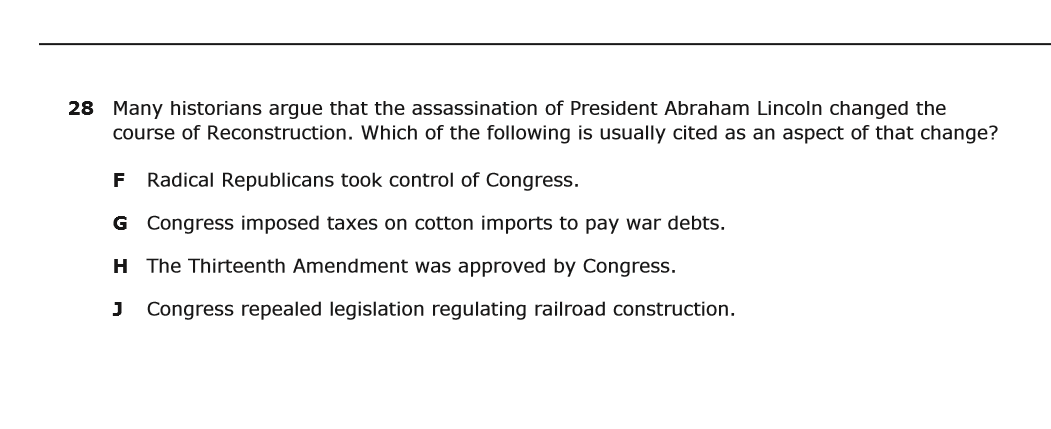 28 Many historians argue that the assassination of President Abraham Lincoln changed the
course of Reconstruction. Which of the following is usually cited as an aspect of that change?
F Radical Republicans took control of Congress.
G Congress imposed taxes on cotton imports to pay war debts.
H The Thirteenth Amendment was approved by Congress.
J Congress repealed legislation regulating railroad construction.